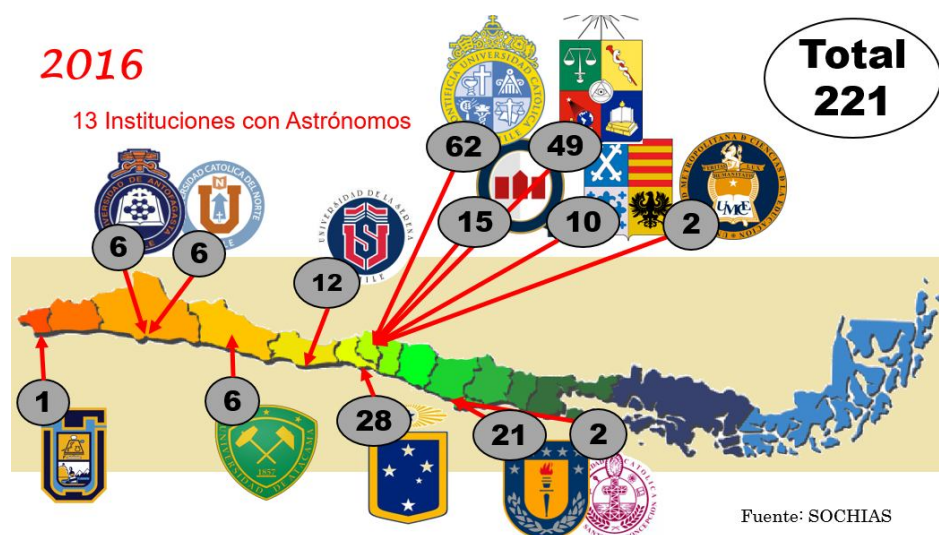 2016
13 Instituciones con Astrónomos
Total
221
62
49
15
10
2
6
6
12
1
6
28
21
2
PONTIFICIA UNIVERSIDAD CATOLICA
UNIVERSIDAD DE ANTOFAGASTA
CATOLICA DEL NORTE
UNIVERSIDAD DE LA SERENA
CHILE
UMCE
UNIVERSIDAD DE ATACAMA
1857
Fuente: SOCHIAS